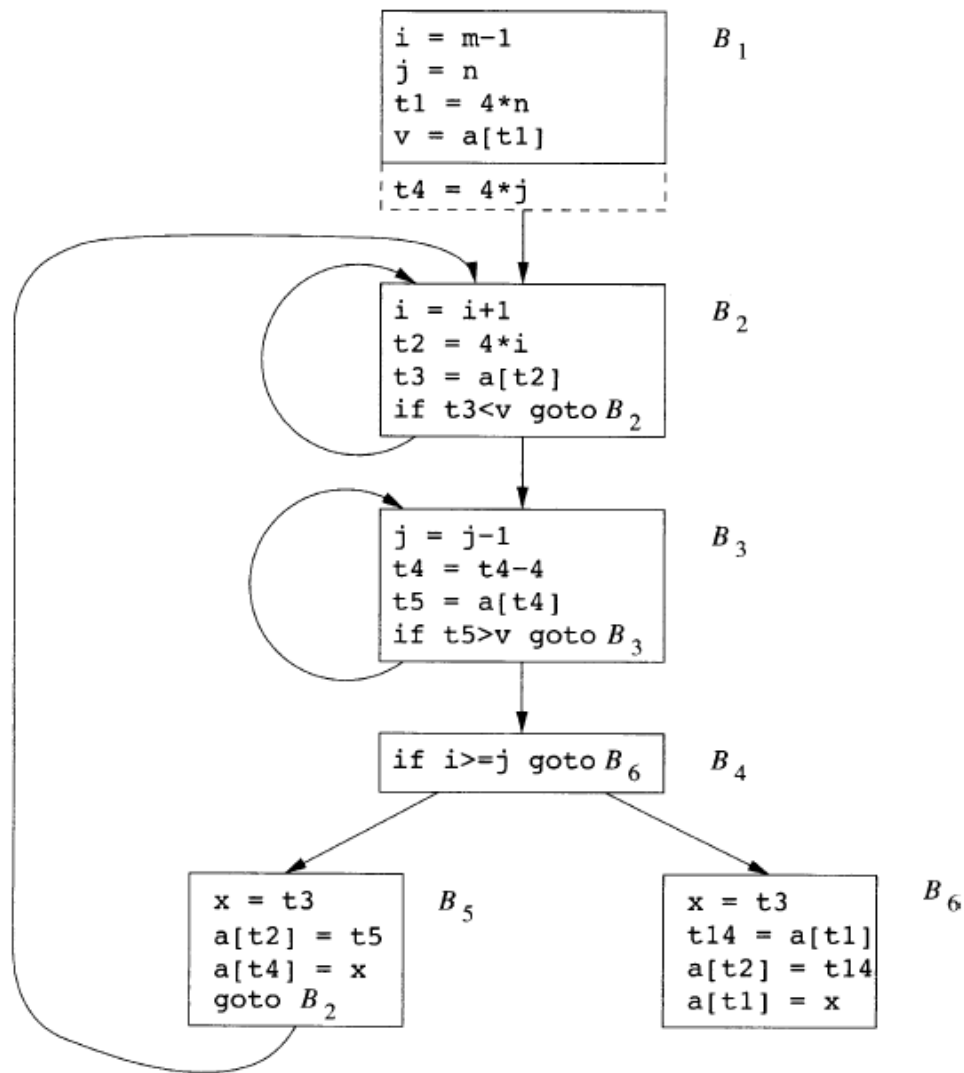 i = m-1
j = n
t1 = 4*n
v = a[t1]
t4 = 4*j
B1
i = i+1
t2 = 4*i
t3 = a[t2]
if t3<v goto B2
B2
j = j-1
t4 = t4-4
t5 = a[t4]
if t5>v goto B3
B3
if i>=j goto B6
B4
x = t3
a[t2] = t5
a[t4] = x
goto B2
B5
x = t3
t14 = a[t1]
a[t2] = t14
a[t1] = x
B6